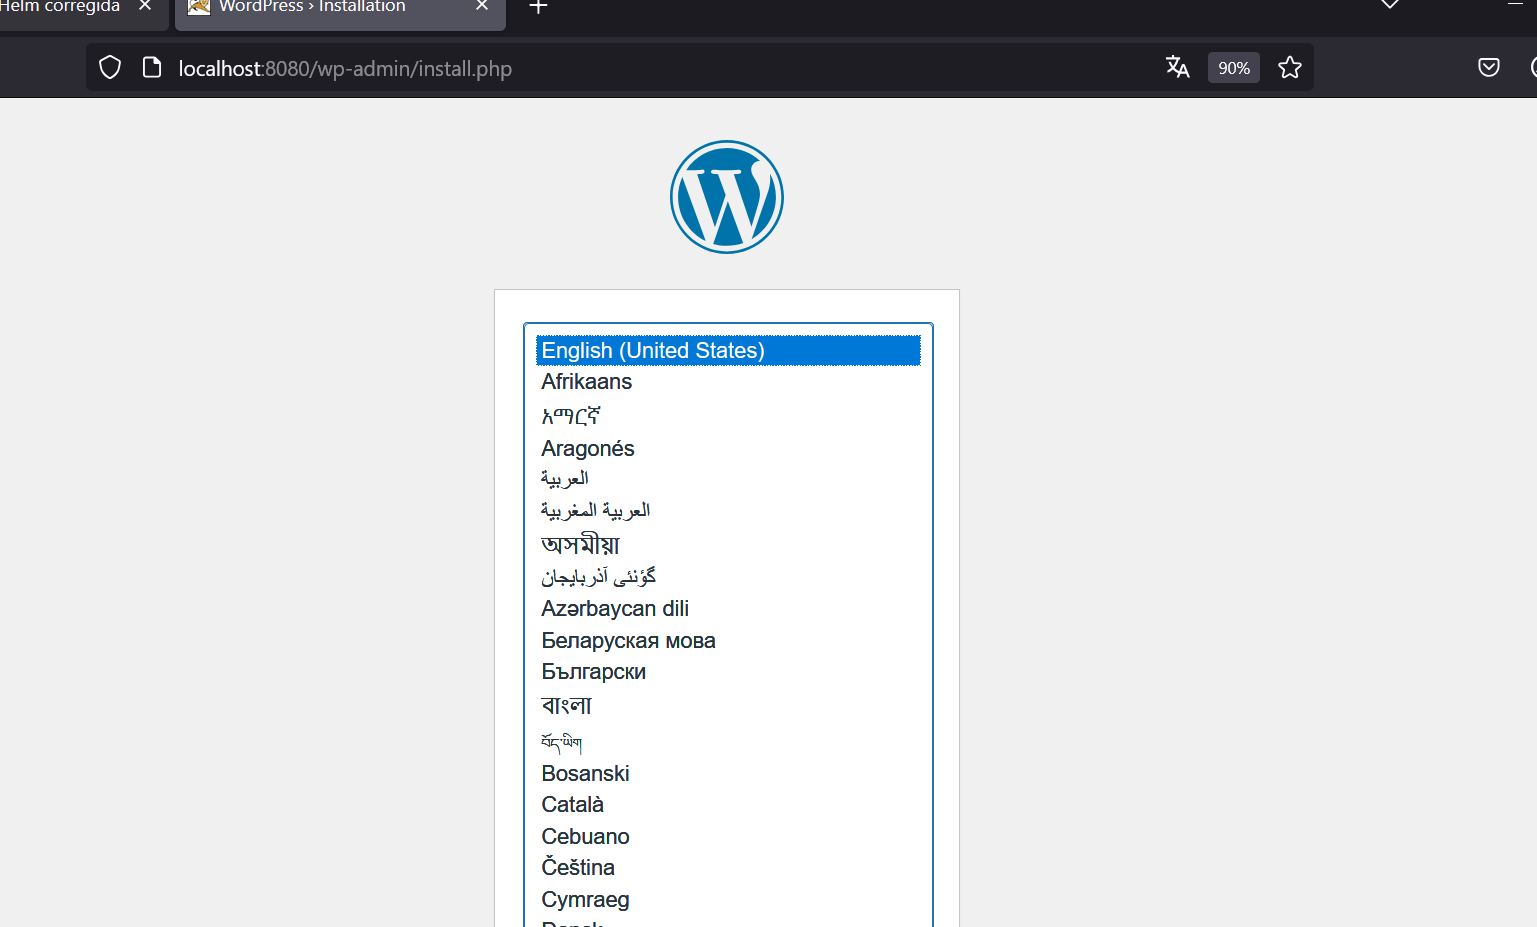 Helm corregida
WordPress › Installation
localhost:8080/wp-admin/install.php
90%
English (United States)
Afrikaans
አማርኛ
Aragonés
العربية
العربية المغربية
অসমীয়া
گؤنئی آذربایجان
Azərbaycan dili
Беларуская мова
Български
বাংলা
བོད་ཡིག
Bosanski
Català
Cebuano
Čeština
Cymraeg
Dansk